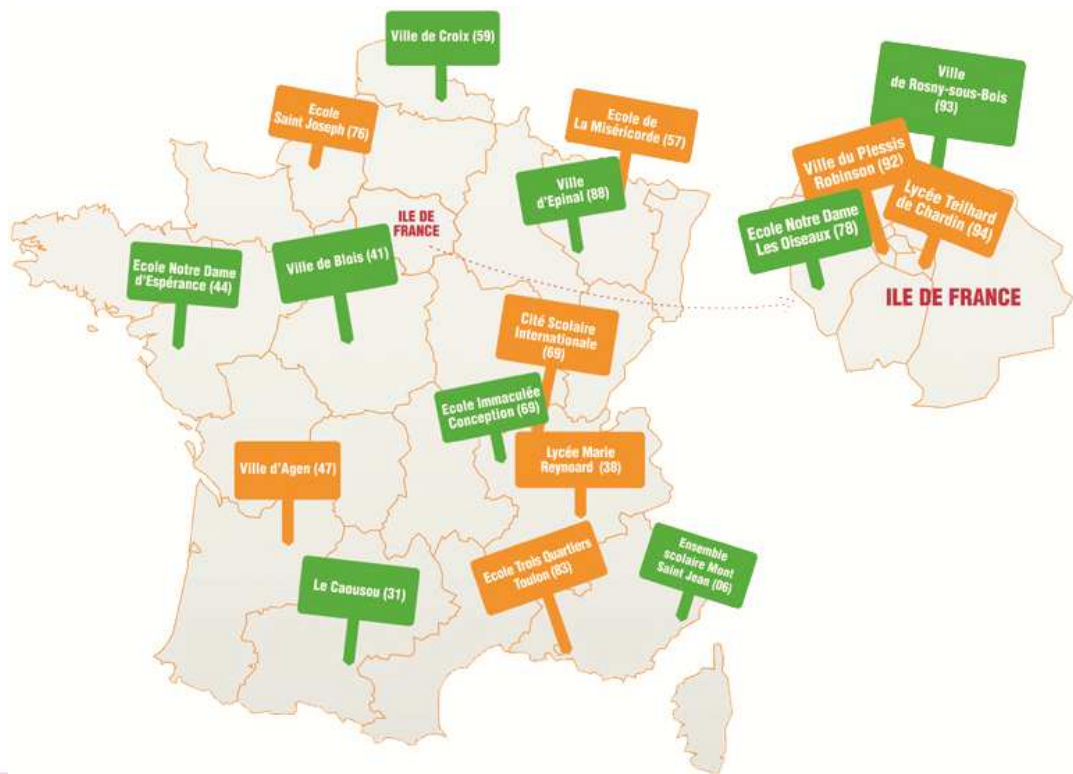 Ville de Croix (59)
Ecole
Saint Joseph (76)
Ecole de
La Miséricorde (57)
Ville
d'Epinal (88)
Ville
de Rosny-sous-Bois
(93)
Ville du Plessis
Robinson (92)
Lycée Teilhard
de Chardin (94)
Ecole Notre Dame
Les Oiseaux (78)
ILE DE FRANCE
ILE DE
FRANCE
Ecole Notre Dame
d'Espérance (44)
Ville de Blois (41)
Cité Scolaire
Internationale
(69)
Ecole Immaculée
Conception (69)
Lycée Marie
Reynoard (38)
Ville d'Agen (47)
Le Caousou (31)
Ecole Trois Quartiers
Toulon (83)
Ensemble
scolaire Mont
Saint Jean (06)